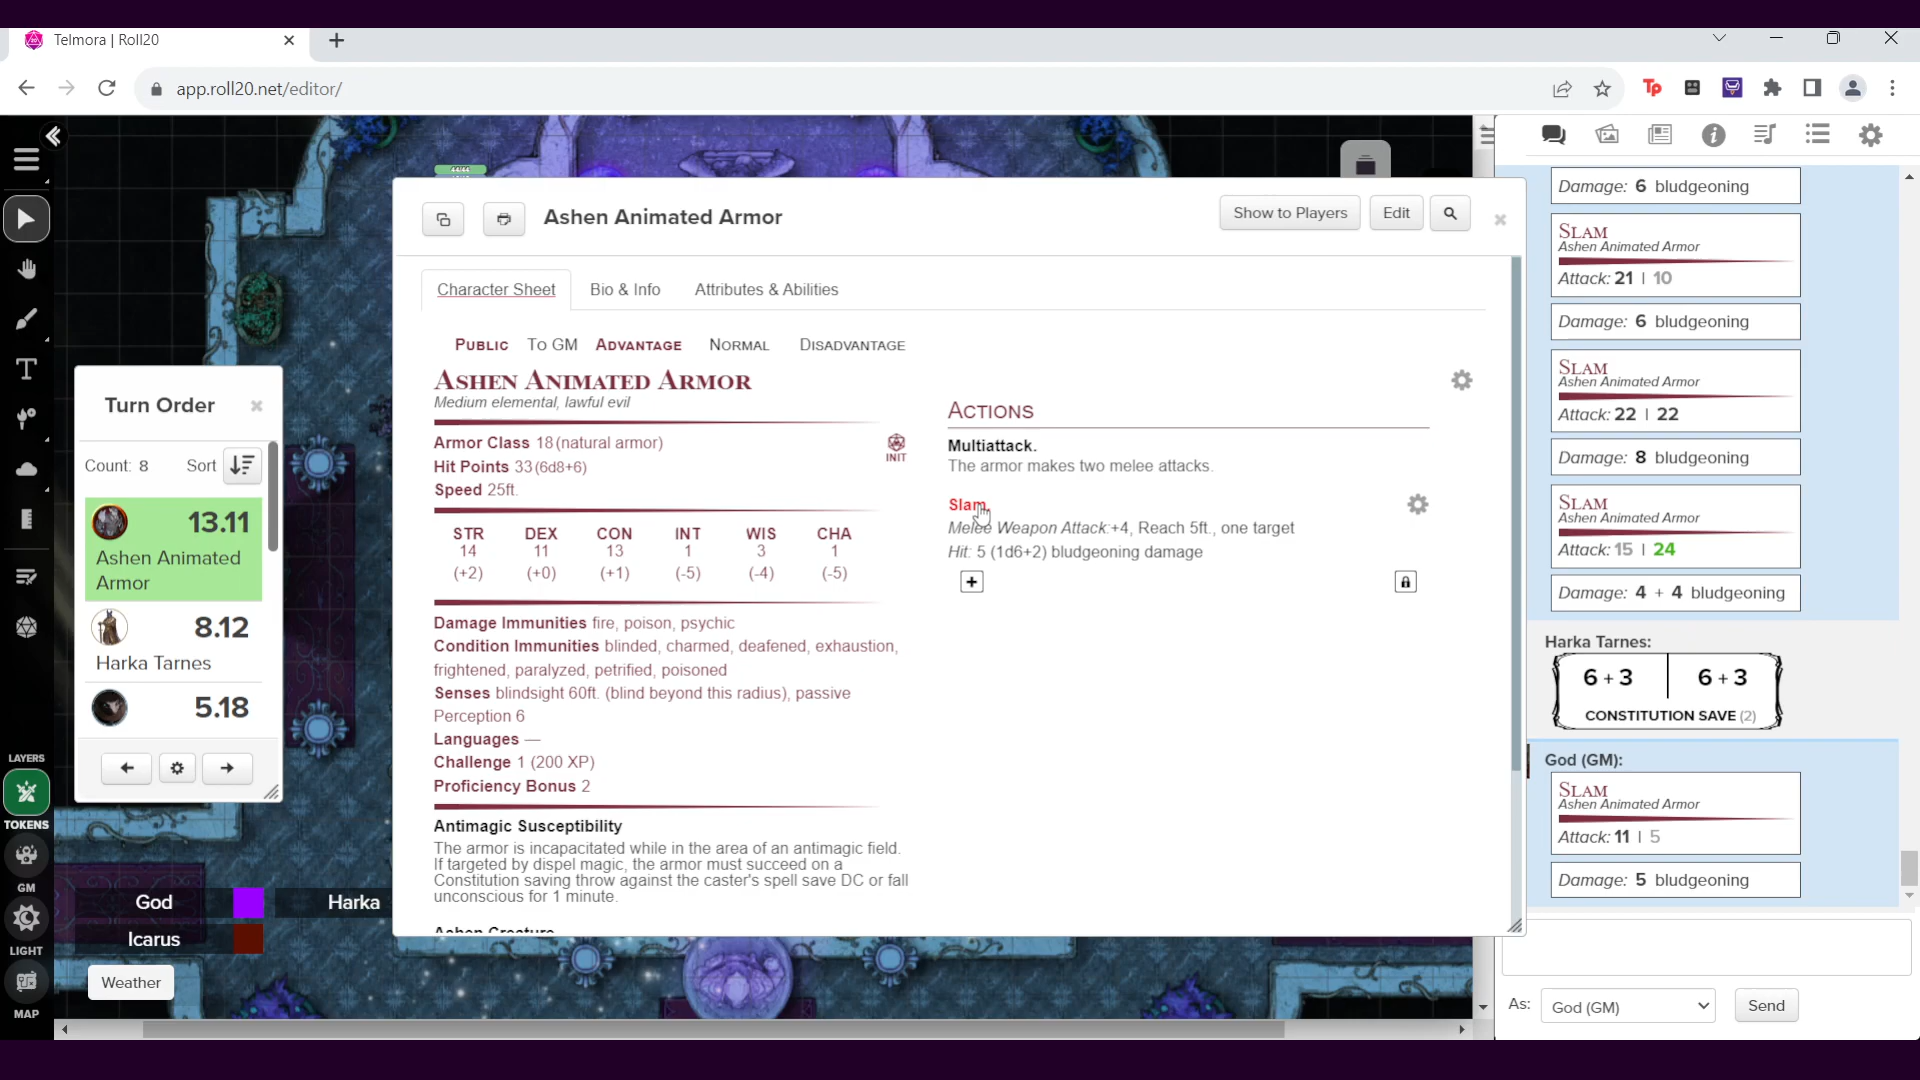 Telmora | Roll20
app.roll20.net/editor/
Tp
Ashen Animated Armor
Show to Players
Edit
Character Sheet
Bio & Info
Attributes & Abilities
PUBLIC TO GM ADVANTAGE NORMAL DISADVANTAGE
ASHEN ANIMATED ARMOR
Medium elemental, lawful evil
Armor Class 18 (natural armor)
INIT
Hit Points 33 (6d8+6)
Speed 25ft.
STR DEX CON INT WIS CHA
14 11 13 1 3 1
(+2) (+0) (+1) (-5) (-4) (-5)
Damage Immunities fire, poison, psychic
Condition Immunities blinded, charmed, deafened, exhaustion,
frightened, paralyzed, petrified, poisoned
Senses blindsight 60ft. (blind beyond this radius), passive
Perception 6
Languages —
Challenge 1 (200 XP)
Proficiency Bonus 2
Antimagic Susceptibility
The armor is incapacitated while in the area of an antimagic field.
If targeted by dispel magic, the armor must succeed on a
Constitution saving throw against the caster's spell save DC or fall
unconscious for 1 minute.
Ashen Creature
ACTIONS
Multiattack.
The armor makes two melee attacks.
Slam.
Melee Weapon Attack:+4, Reach 5ft., one target
Hit: 5 (1d6+2) bludgeoning damage
+
Turn Order
Count: 8
Sort
13.11
Ashen Animated
Armor
8.12
Harka Tarnes
5.18
LAYERS
TOKENS
GM
LIGHT
MAP
God
Harka
Icarus
Weather
Damage: 6 bludgeoning
SLAM
Ashen Animated Armor
Attack: 21 | 10
Damage: 6 bludgeoning
SLAM
Ashen Animated Armor
Attack: 22 | 22
Damage: 8 bludgeoning
SLAM
Ashen Animated Armor
Attack: 15 | 24
Damage: 4 + 4 bludgeoning
Harka Tarnes:
6 + 3 6 + 3
CONSTITUTION SAVE (2)
God (GM):
SLAM
Ashen Animated Armor
Attack: 11 | 5
Damage: 5 bludgeoning
As:
God (GM)
Send